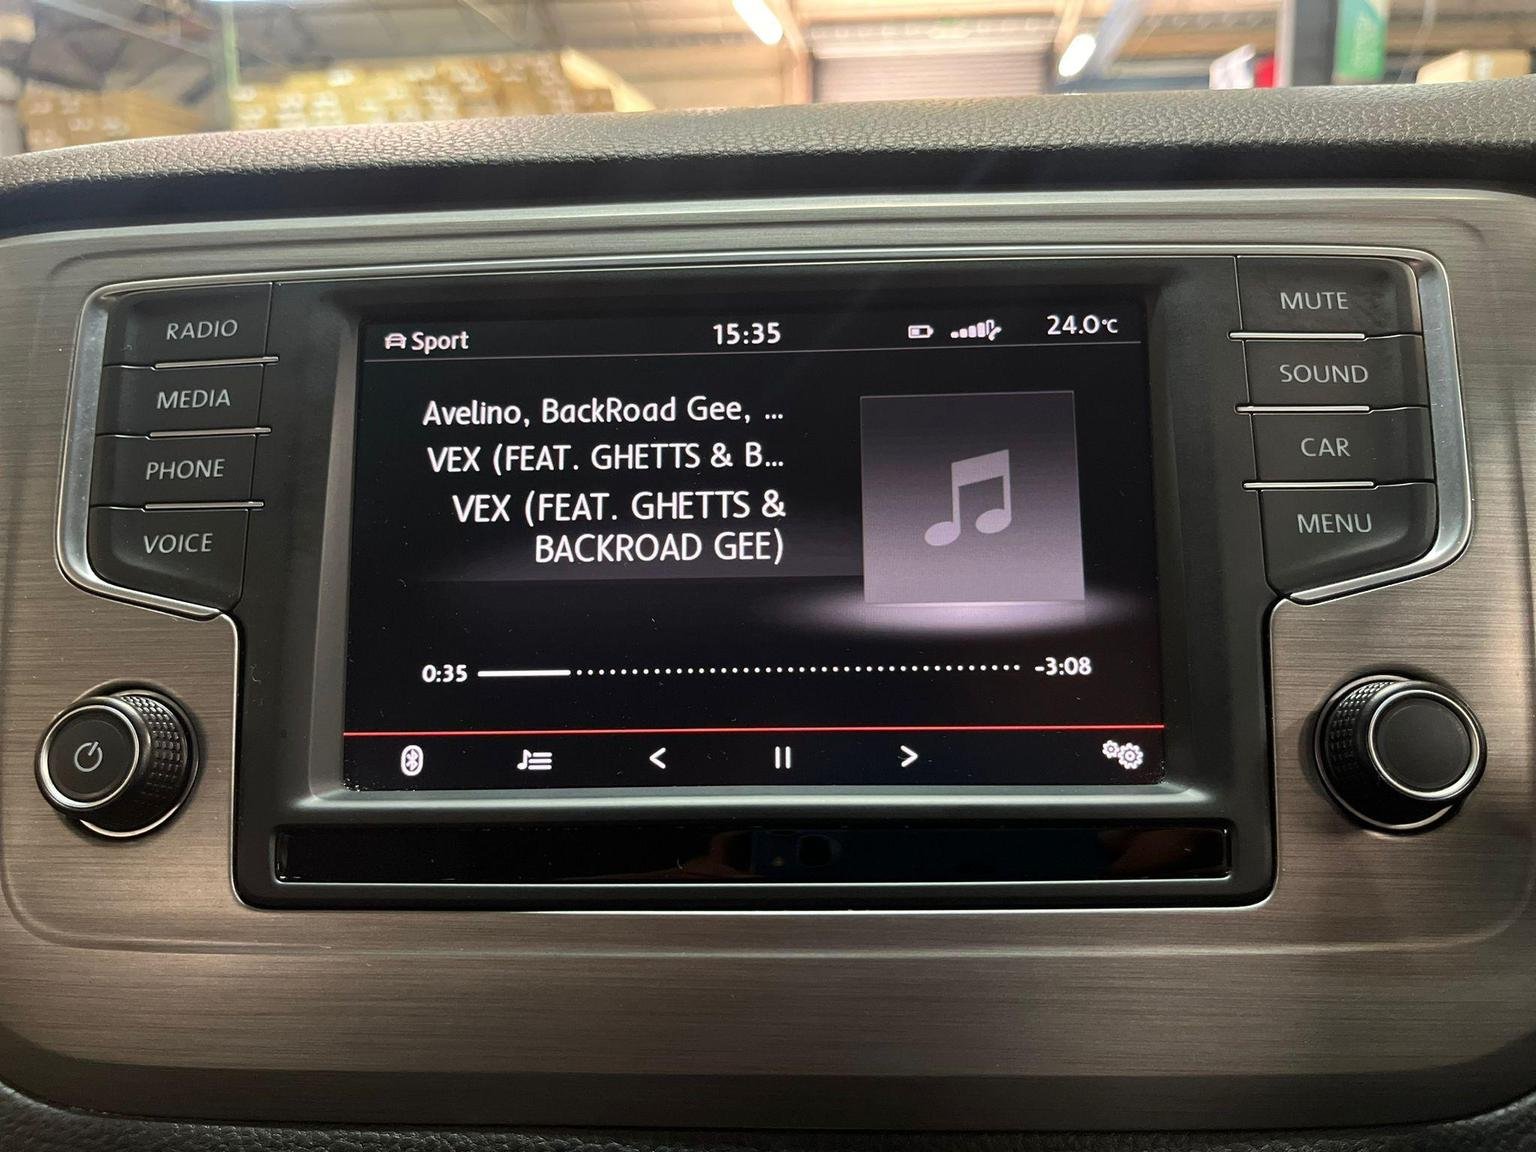 RADIO
MEDIA
PHONE
VOICE
Sport
15:35
24.0°C
Avelino, BackRoad Gee, ...
VEX (FEAT. GHETTS & B...
VEX (FEAT. GHETTS &
BACKROAD GEE)
0:35
-3:08
MUTE
SOUND
CAR
MENU